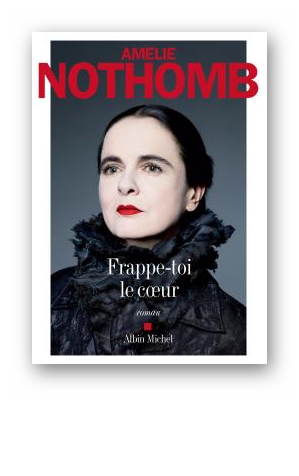 AMÉLIE
NOTHOMB
Frappe-toi
le cœur
roman
Albin Michel